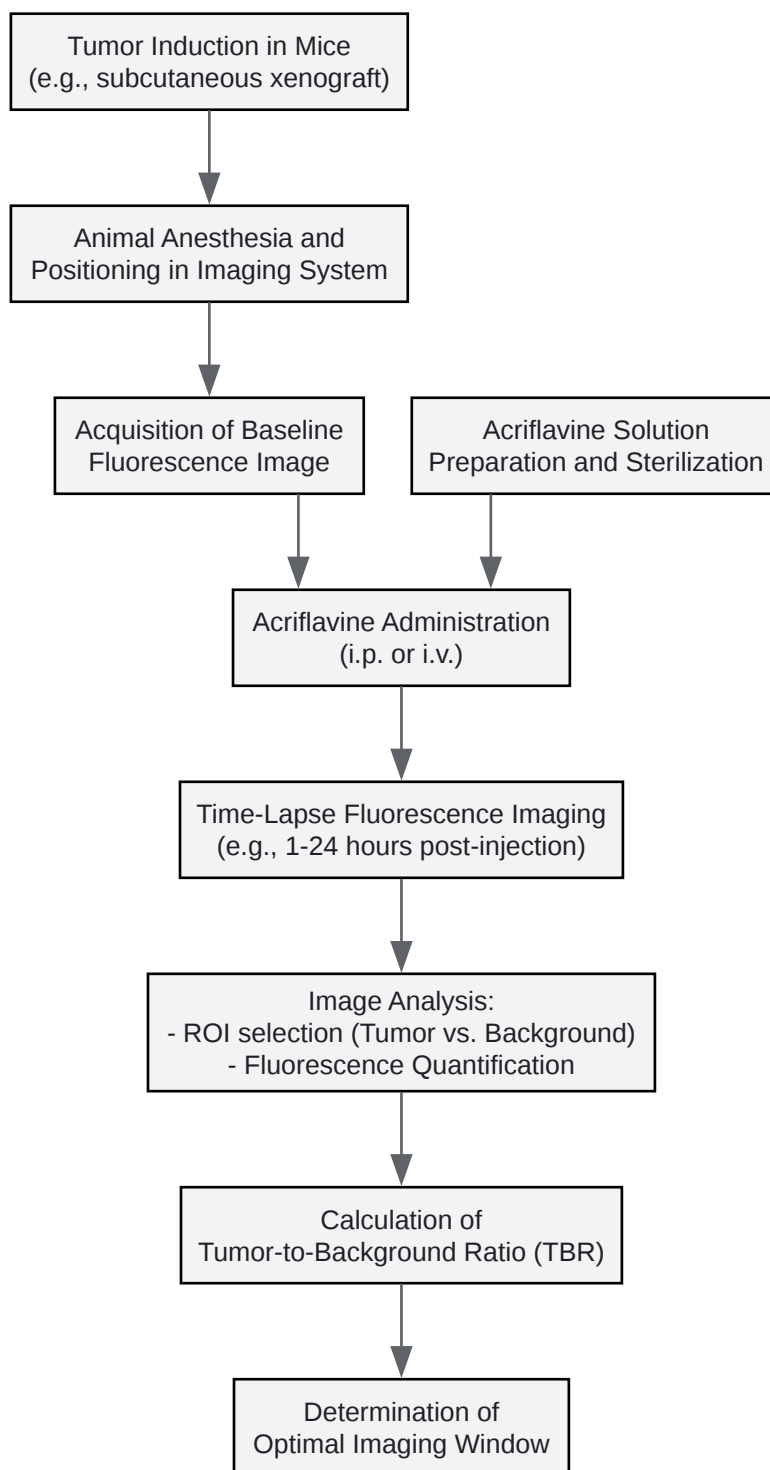 Tumor Induction in Mice
(e.g., subcutaneous xenograft)
Animal Anesthesia and
Positioning in Imaging System
Acquisition of Baseline
Fluorescence Image
Acriflavine Solution
Preparation and Sterilization
Acriflavine Administration
(i.p. or i.v.)
Time-Lapse Fluorescence Imaging
(e.g., 1-24 hours post-injection)
Image Analysis:
- ROI selection (Tumor vs. Background)
- Fluorescence Quantification
Calculation of
Tumor-to-Background Ratio (TBR)
Determination of
Optimal Imaging Window